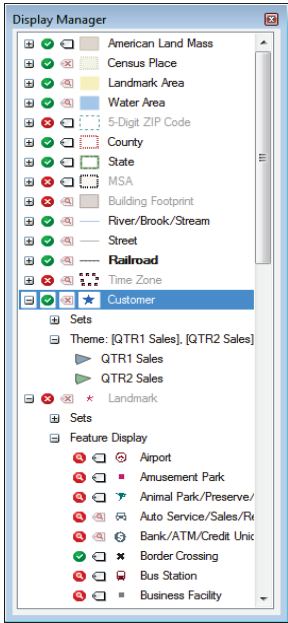 Display Manager
American Land Mass
Census Place
Landmark Area
Water Area
5-Digit ZIP Code
County
State
MSA
Building Footprint
River/Brook/Stream
Street
Railroad
Time Zone
Customer
Sets
Theme: [QTR1 Sales], [QTR2 Sales]
QTR1 Sales
QTR2 Sales
Landmark
Sets
Feature Display
Airport
Amusement Park
Animal Park/Preserve/
Auto Service/Sales/Re
Bank/ATM/Credit Unic
Border Crossing
Bus Station
Business Facility